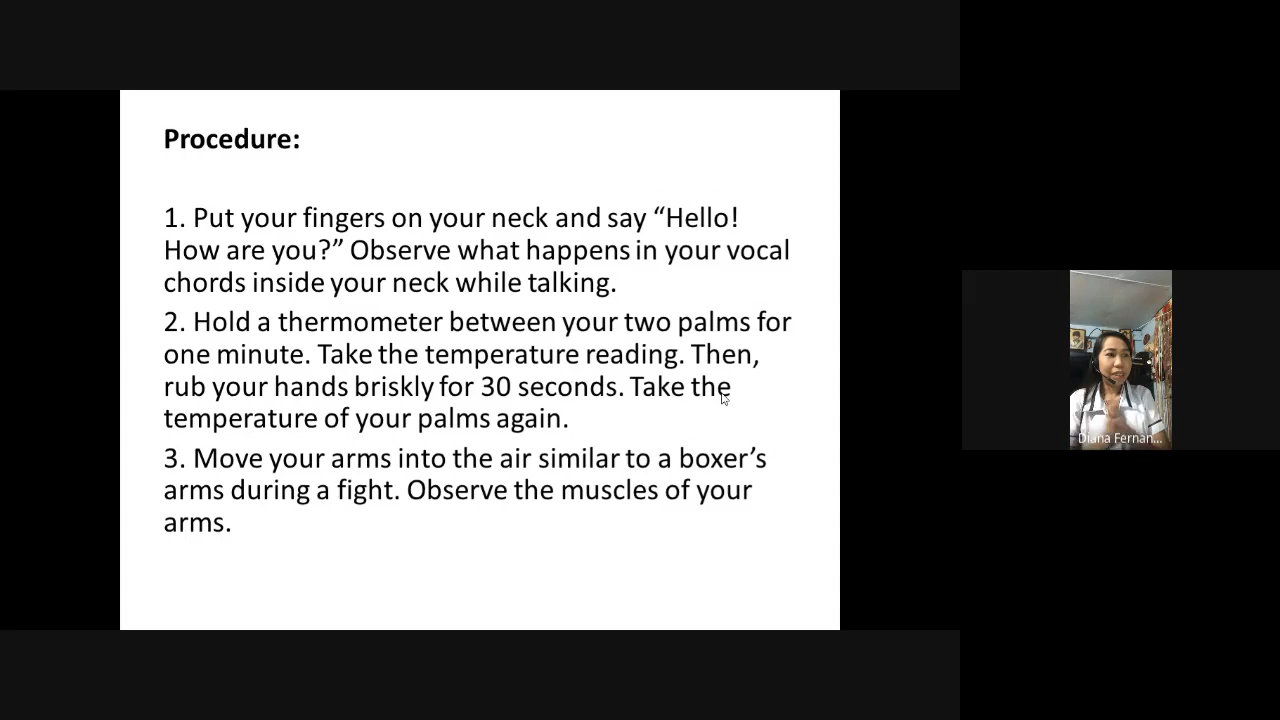 Procedure:
1. Put your fingers on your neck and say “Hello!
How are you?” Observe what happens in your vocal
chords inside your neck while talking.
2. Hold a thermometer between your two palms for
one minute. Take the temperature reading. Then,
rub your hands briskly for 30 seconds. Take the
temperature of your palms again.
3. Move your arms into the air similar to a boxer’s
arms during a fight. Observe the muscles of your
arms.
Diana Fernan...